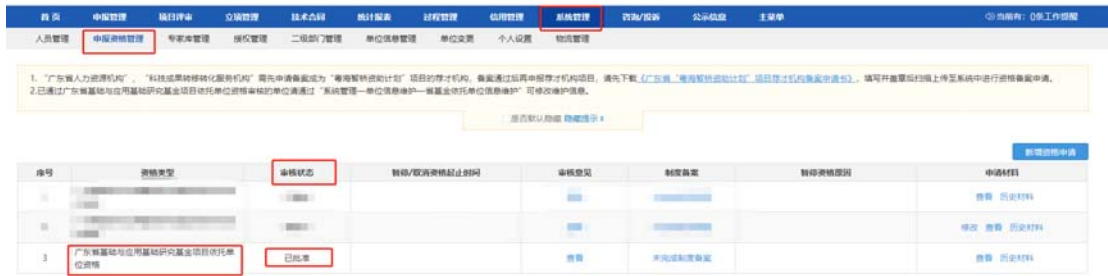 首页 申报管理 项目评审 立项管理 技术合同 统计报表 过程管理 信用管理 系统管理 咨询/投诉 公示信息 主菜单 当前有：0条工作提醒
人员管理 申报资格管理 专家库管理 授权管理 二级部门管理 单位信息管理 单位变更 个人设置 物流管理
1. “广东省人力资源机构”、“科技成果转移转化服务机构”需先申请备案成为“粤海智桥资助计划”项目的荐才机构，备案通过后再申报荐才机构项目，请先下载《广东省“粤海智桥资助计划”项目荐才机构备案申请书》，填写并盖章后扫描上传至系统中进行资格备案申请。
2.已通过广东省基础与应用基础研究基金项目依托单位资格审核的单位请通过“系统管理—单位信息维护—省基金依托单位信息维护”可修改维护信息。
是否默认隐藏 隐藏提示
新增资格申请
序号 资格类型 审核状态 暂停/取消资格起止时间 审核意见 制度备案 暂停资格原因 申请材料
查看 历史材料
修改 查看 历史材料
3 广东省基础与应用基础研究基金项目依托单
位资格 已批准 查看 未完成制度备案 查看 历史材料